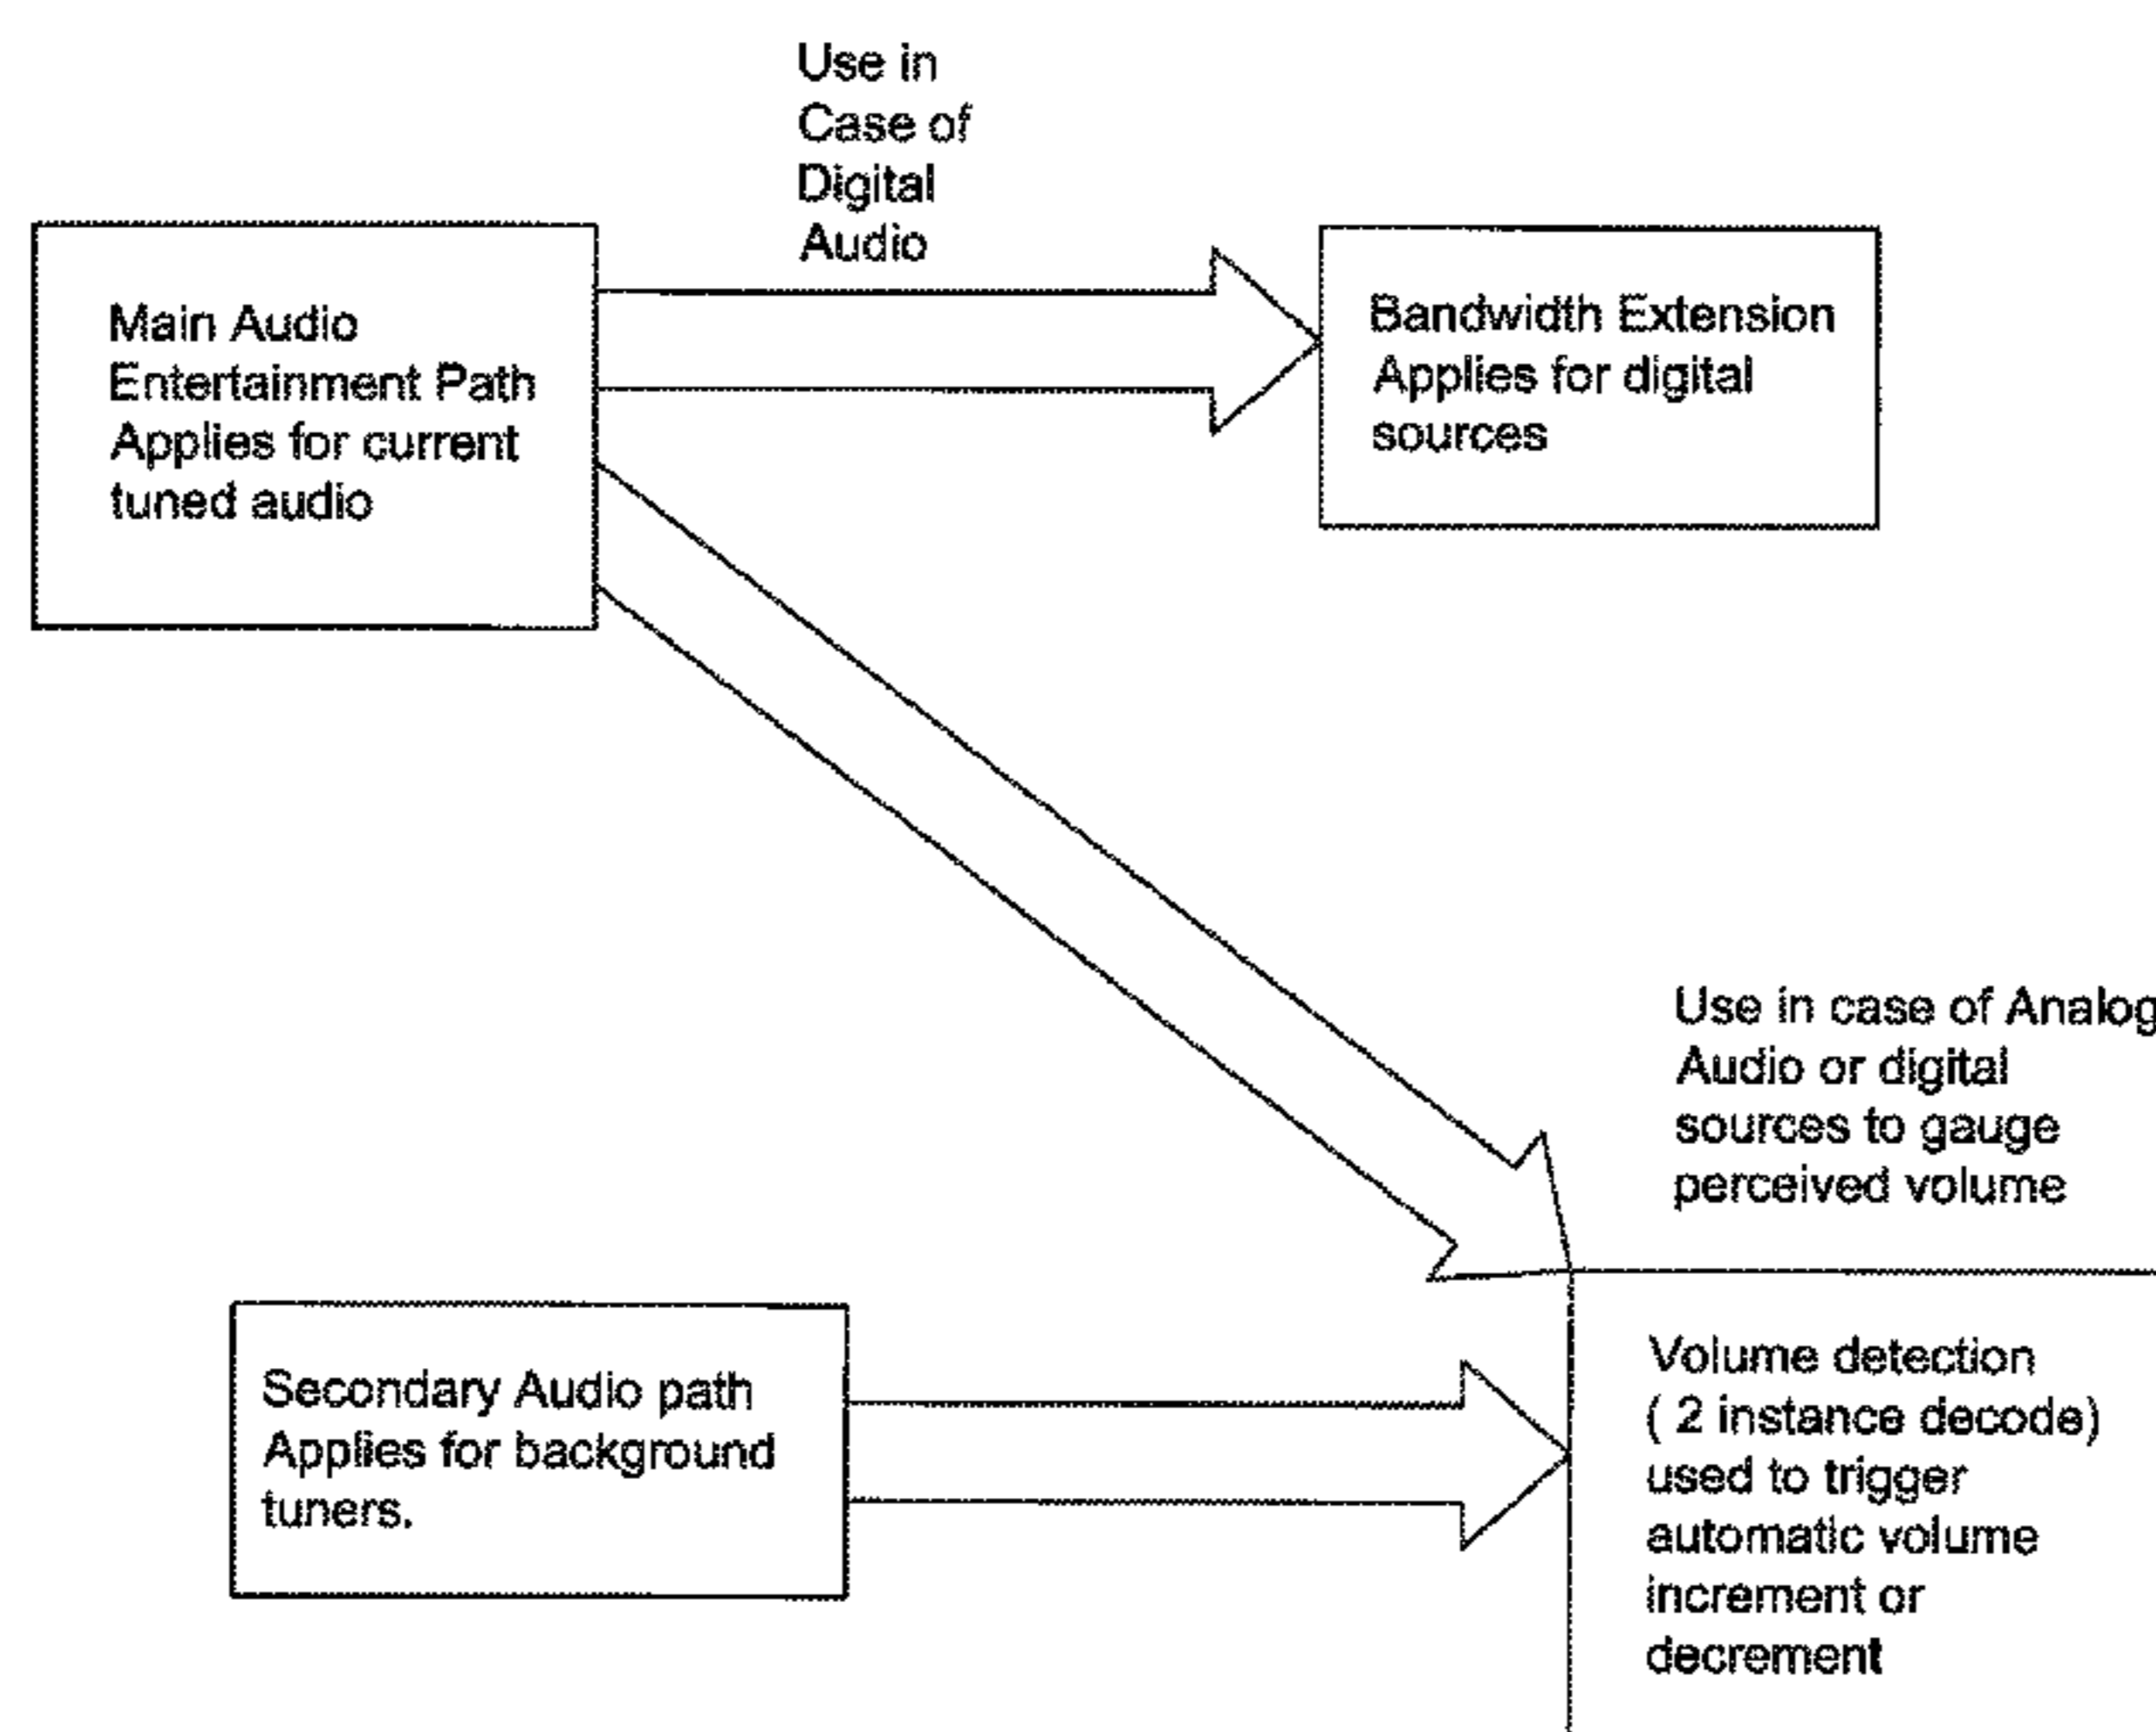 Use in
Case of
Digital
Audio
Main Audio
Entertainment Path
Applies for current
tuned audio
Bandwidth Extension
Applies for digital
sources
Use in case of Analog
Audio or digital
sources to gauge
perceived volume
Secondary Audio path
Applies for background
tuners.
Volume detection
( 2 instance decode)
used to trigger
automatic volume
increment or
decrement